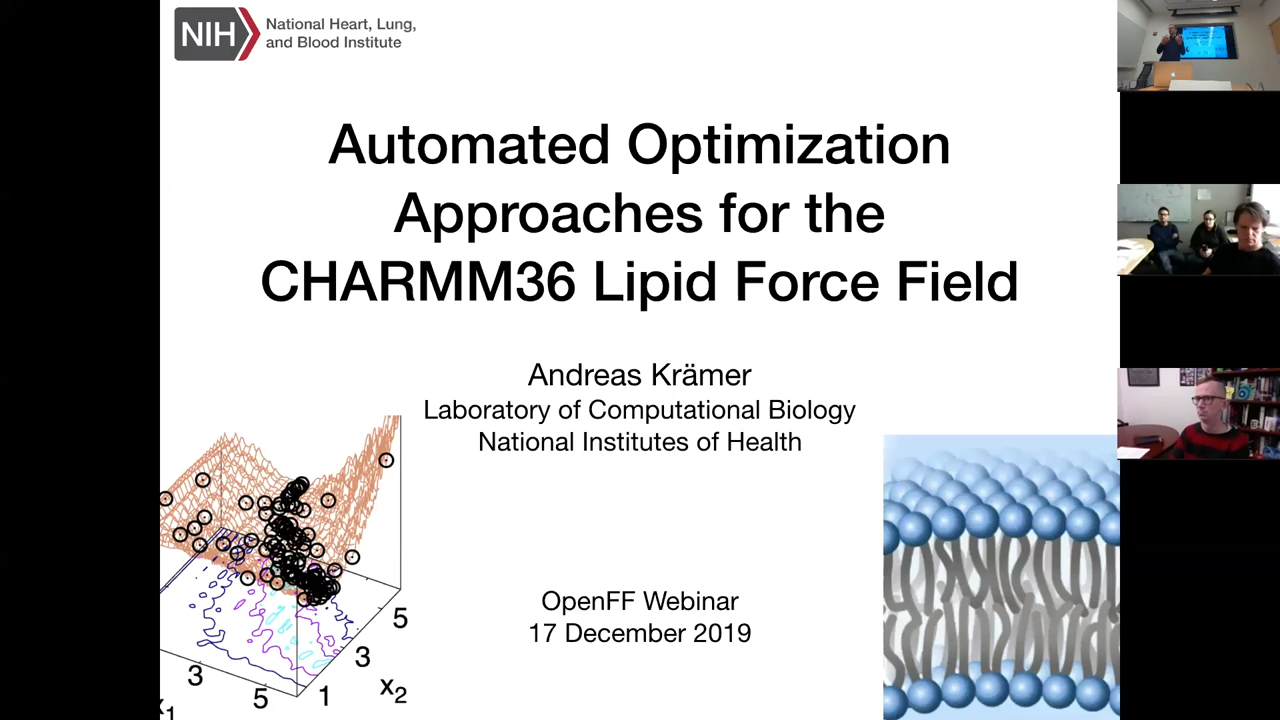 NIH
National Heart, Lung,
and Blood Institute
Automated Optimization
Approaches for the
CHARMM36 Lipid Force Field
Andreas Krämer
Laboratory of Computational Biology
National Institutes of Health
OpenFF Webinar
17 December 2019
3
5
x1
1
3
5
x2